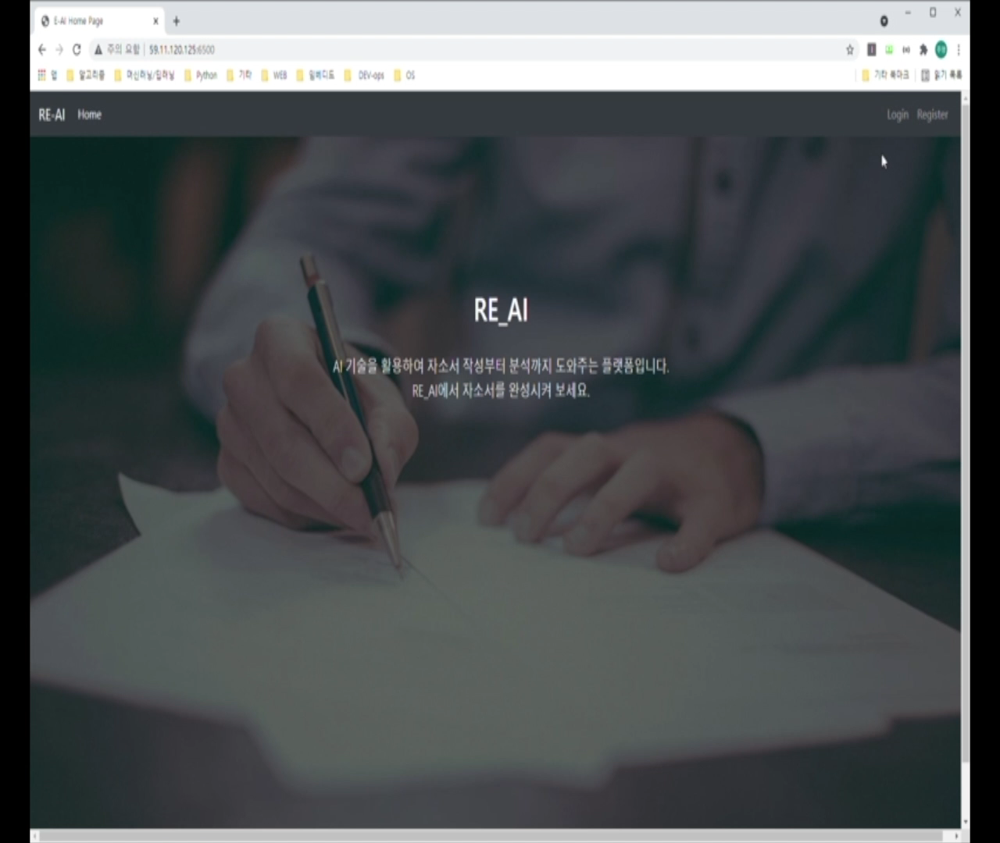 E-AI Home Page
주의 요함 59.11.120.125:6500
앱 알고리즘 머신러닝/딥러닝 Python 기타 WEB 임베디드 DEV-ops OS 기타 북마크 읽기 목록
RE-AI Home Login Register
RE_AI
AI 기술을 활용하여 자소서 작성부터 분석까지 도와주는 플랫폼입니다.
RE_AI에서 자소서를 완성시켜 보세요.